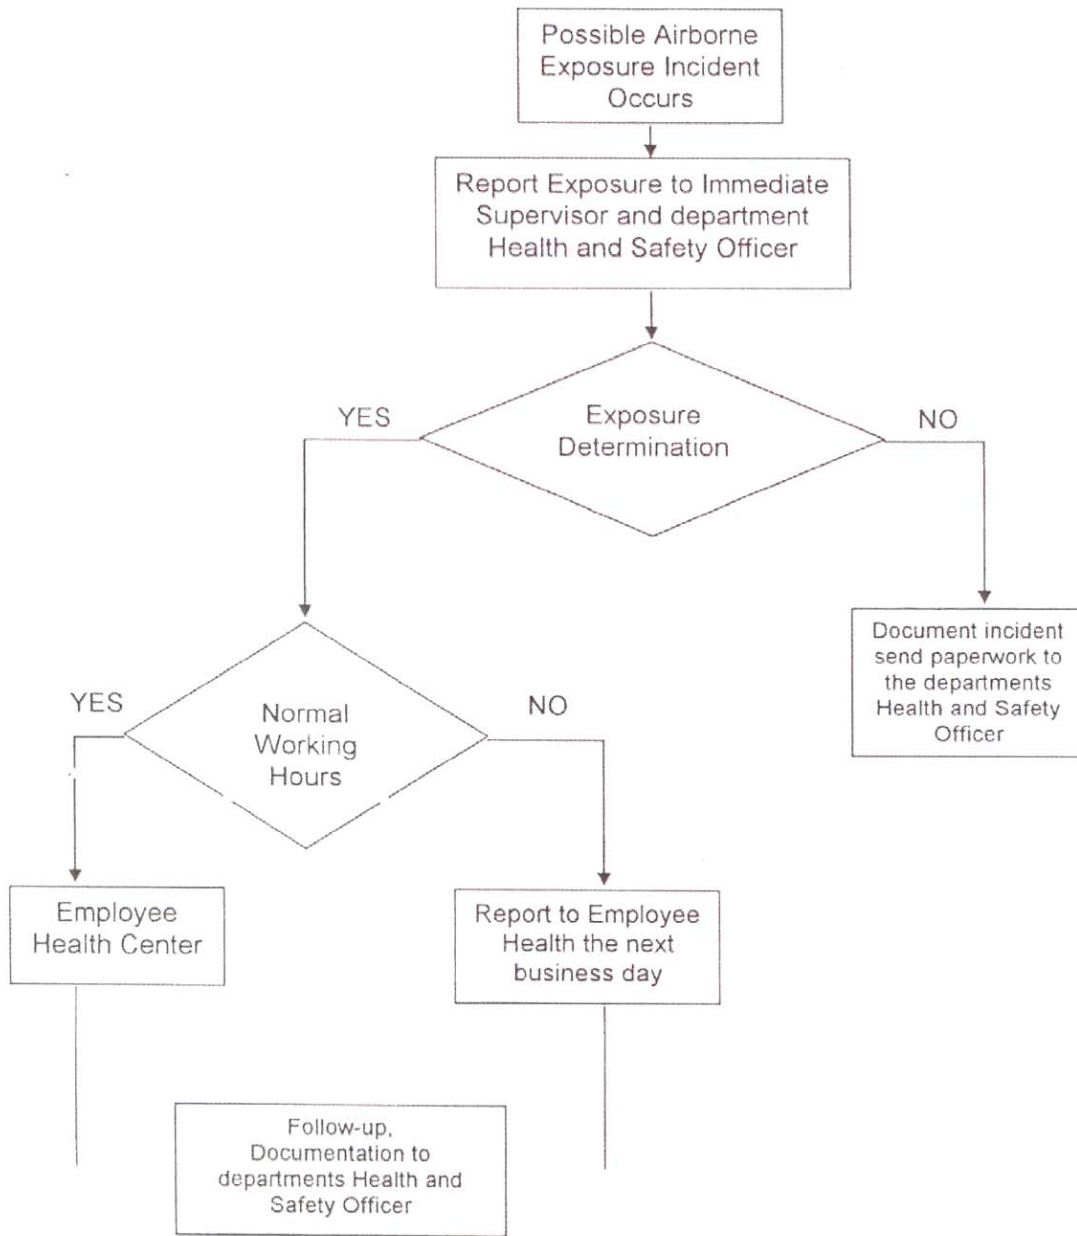 Possible Airborne
Exposure Incident
Occurs
Report Exposure to Immediate
Supervisor and department
Health and Safety Officer
Exposure
Determination
YES
NO
Document incident
send paperwork to
the departments
Health and Safety
Officer
Normal
Working
Hours
YES
NO
Employee
Health Center
Report to Employee
Health the next
business day
Follow-up,
Documentation to
departments Health and
Safety Officer